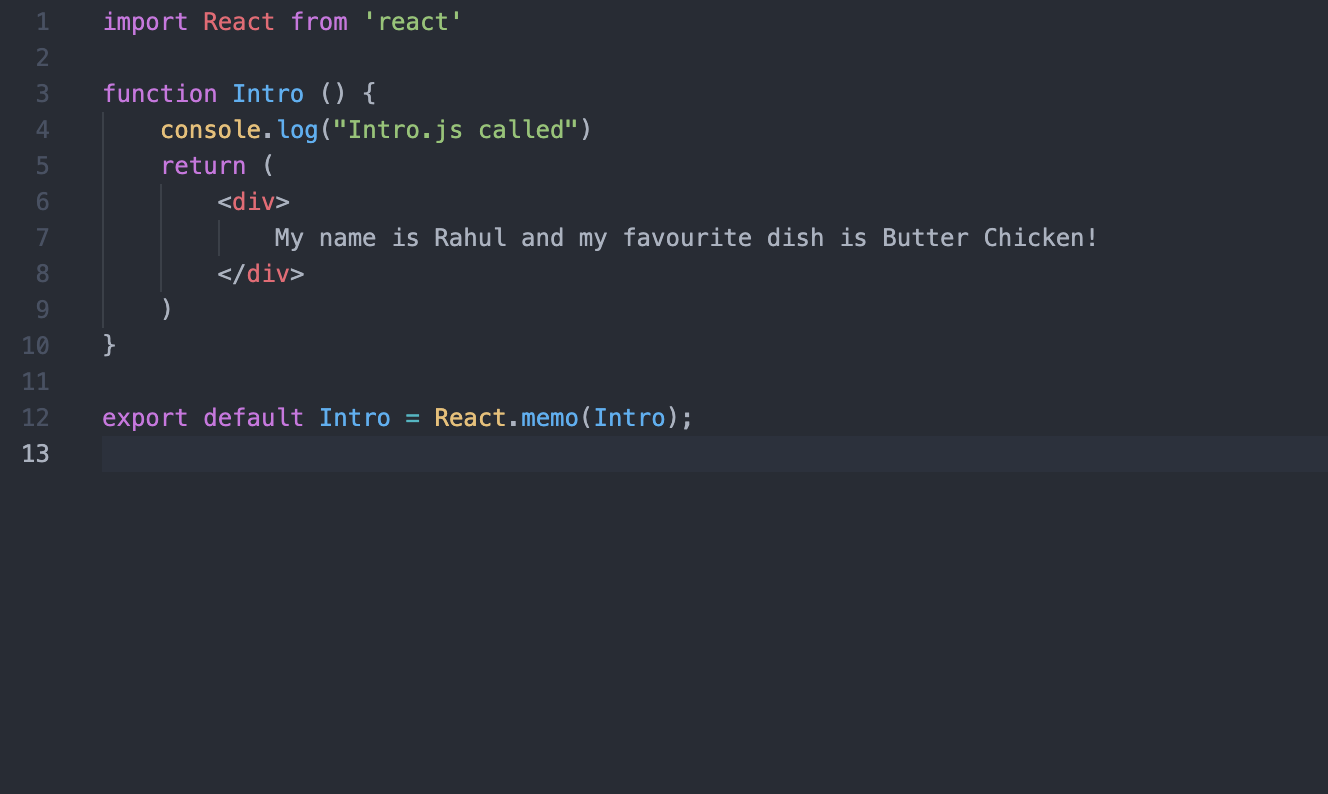 1 import React from 'react'
2
3 function Intro () {
4     console.log("Intro.js called")
5     return (
6         <div>
7             My name is Rahul and my favourite dish is Butter Chicken!
8         </div>
9     )
10 }
11
12 export default Intro = React.memo(Intro);
13